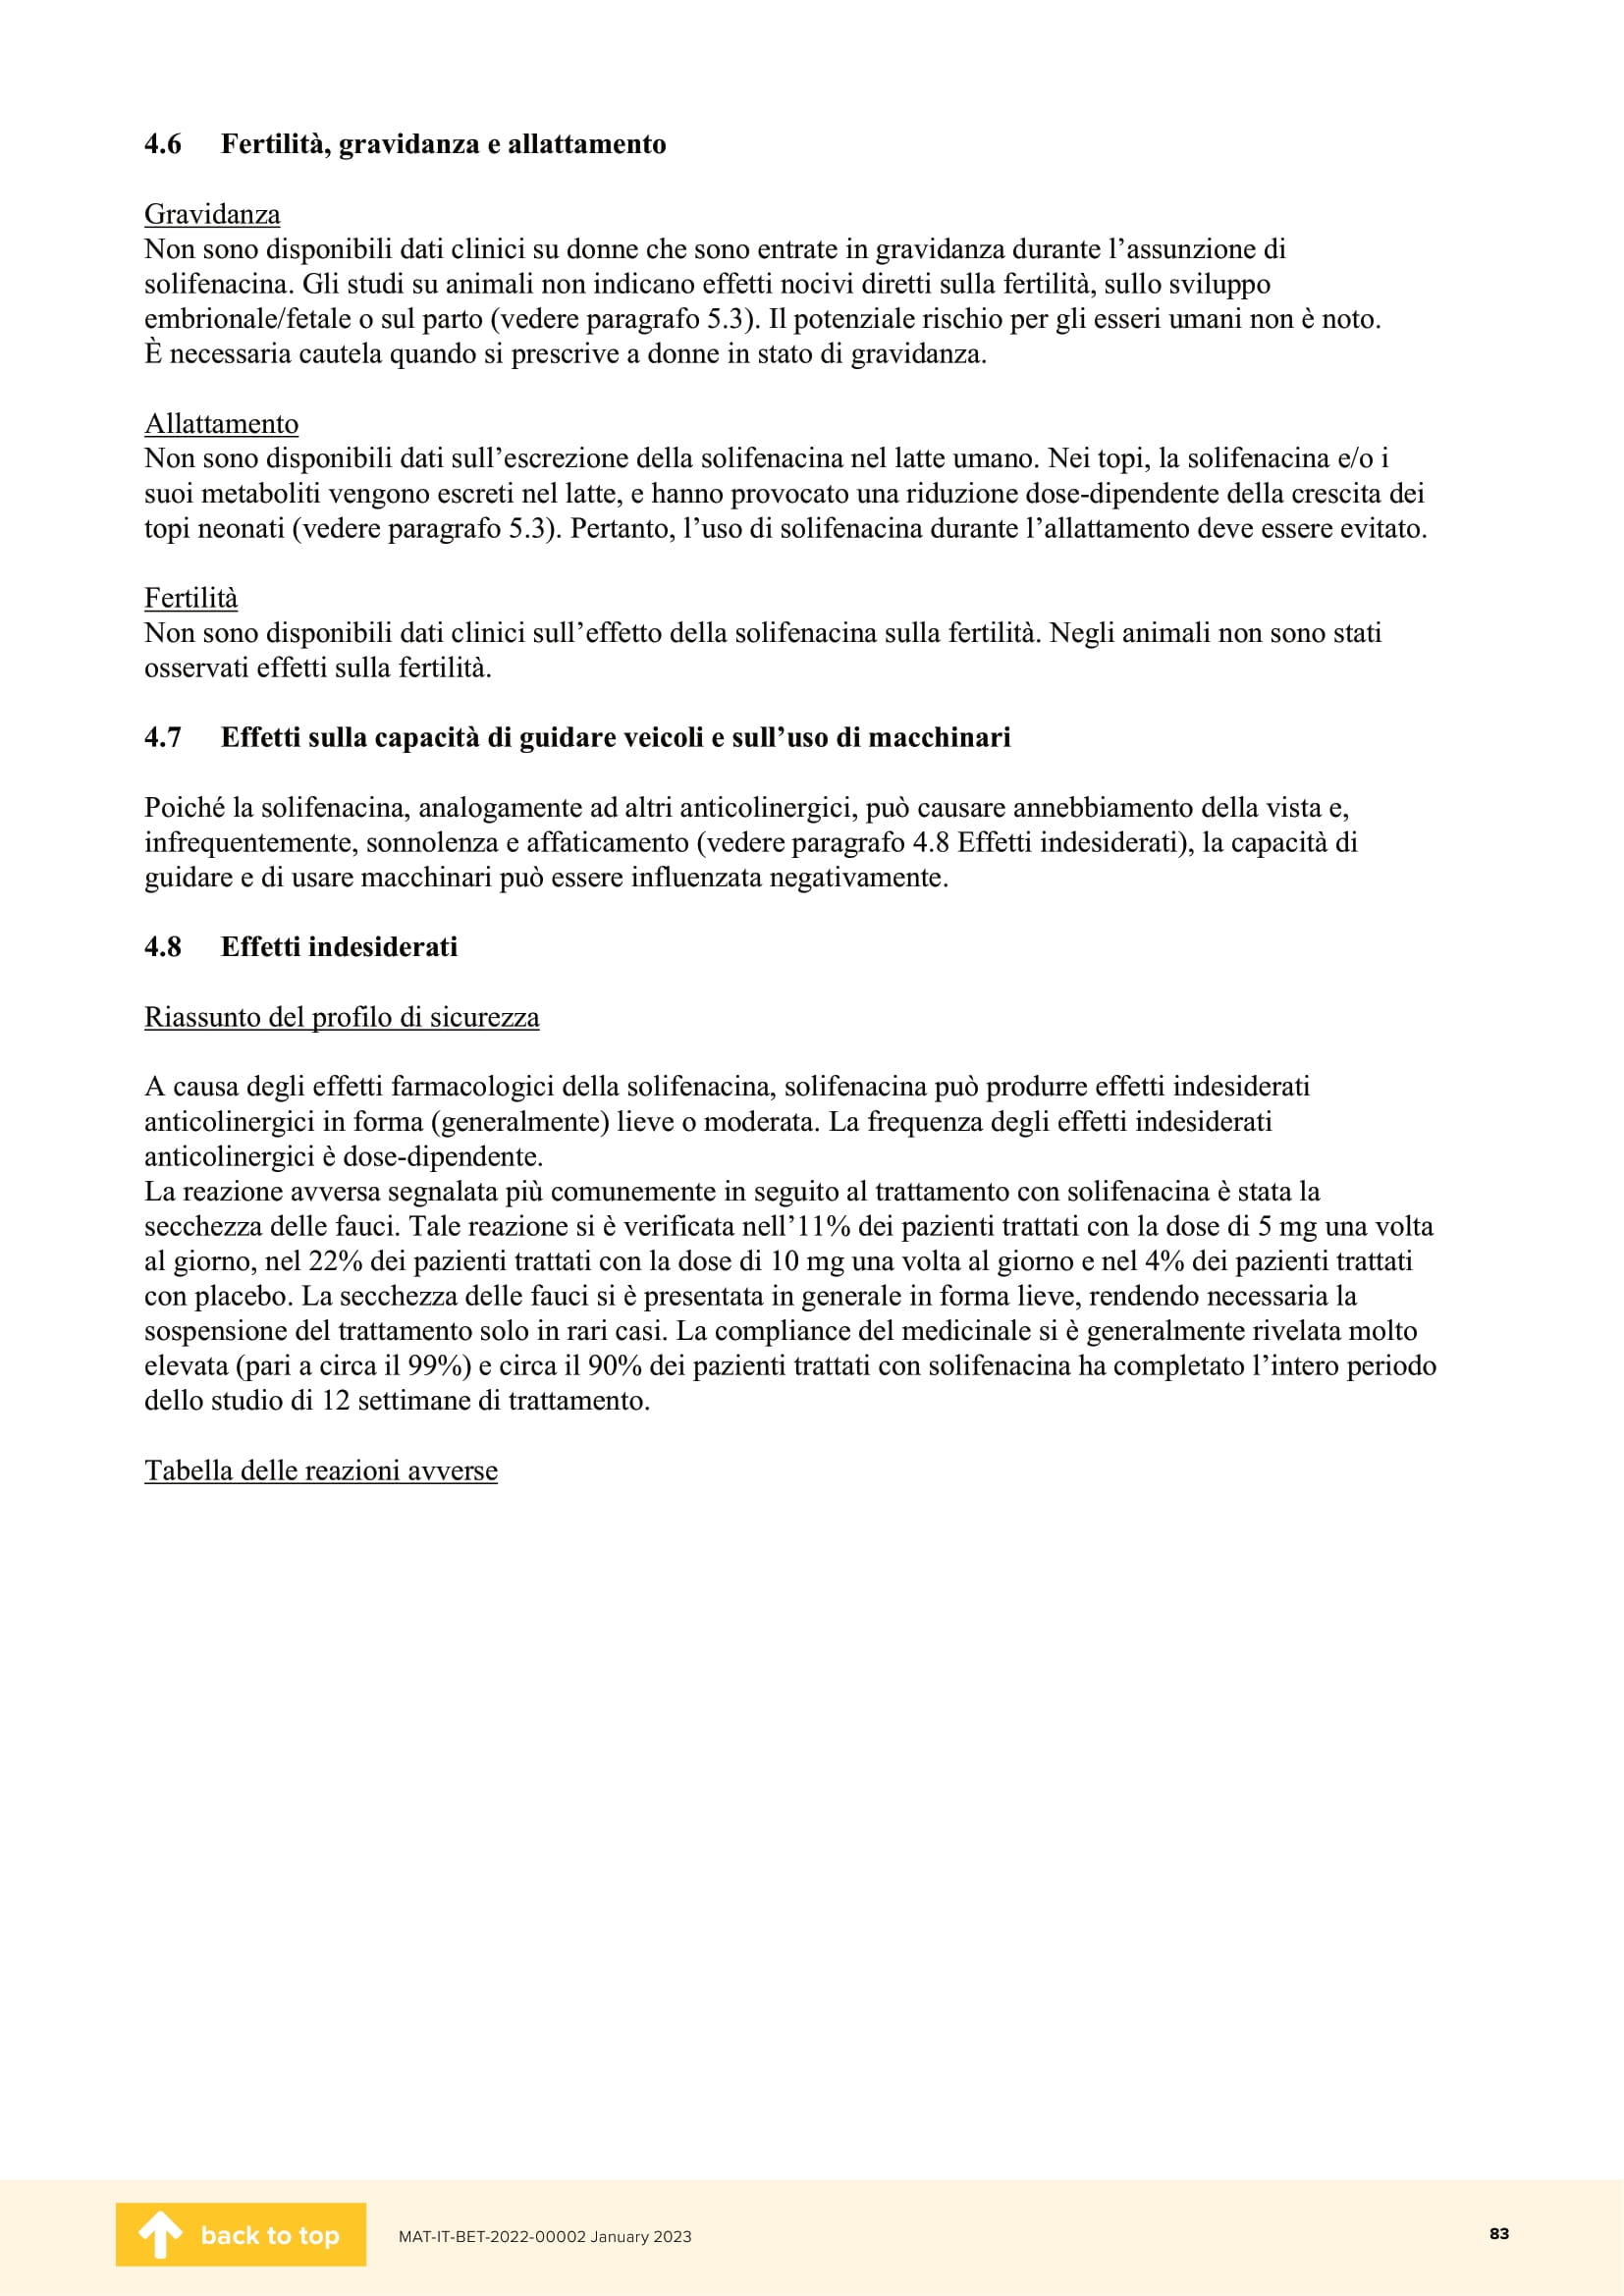 4.6 Fertilità, gravidanza e allattamento
Gravidanza
Non sono disponibili dati clinici su donne che sono entrate in gravidanza durante l’assunzione di
solifenacina. Gli studi su animali non indicano effetti nocivi diretti sulla fertilità, sullo sviluppo
embrionale/fetale o sul parto (vedere paragrafo 5.3). Il potenziale rischio per gli esseri umani non è noto.
È necessaria cautela quando si prescrive a donne in stato di gravidanza.
Allattamento
Non sono disponibili dati sull’escrezione della solifenacina nel latte umano. Nei topi, la solifenacina e/o i
suoi metaboliti vengono escreti nel latte, e hanno provocato una riduzione dose-dipendente della crescita dei
topi neonati (vedere paragrafo 5.3). Pertanto, l’uso di solifenacina durante l’allattamento deve essere evitato.
Fertilità
Non sono disponibili dati clinici sull’effetto della solifenacina sulla fertilità. Negli animali non sono stati
osservati effetti sulla fertilità.
4.7 Effetti sulla capacità di guidare veicoli e sull’uso di macchinari
Poiché la solifenacina, analogamente ad altri anticolinergici, può causare annebbiamento della vista e,
infrequentemente, sonnolenza e affaticamento (vedere paragrafo 4.8 Effetti indesiderati), la capacità di
guidare e di usare macchinari può essere influenzata negativamente.
4.8 Effetti indesiderati
Riassunto del profilo di sicurezza
A causa degli effetti farmacologici della solifenacina, solifenacina può produrre effetti indesiderati
anticolinergici in forma (generalmente) lieve o moderata. La frequenza degli effetti indesiderati
anticolinergici è dose-dipendente.
La reazione avversa segnalata più comunemente in seguito al trattamento con solifenacina è stata la
secchezza delle fauci. Tale reazione si è verificata nell’11% dei pazienti trattati con la dose di 5 mg una volta
al giorno, nel 22% dei pazienti trattati con la dose di 10 mg una volta al giorno e nel 4% dei pazienti trattati
con placebo. La secchezza delle fauci si è presentata in generale in forma lieve, rendendo necessaria la
sospensione del trattamento solo in rari casi. La compliance del medicinale si è generalmente rivelata molto
elevata (pari a circa il 99%) e circa il 90% dei pazienti trattati con solifenacina ha completato l’intero periodo
dello studio di 12 settimane di trattamento.
Tabella delle reazioni avverse
back to top
MAT-IT-BET-2022-00002 January 2023
83